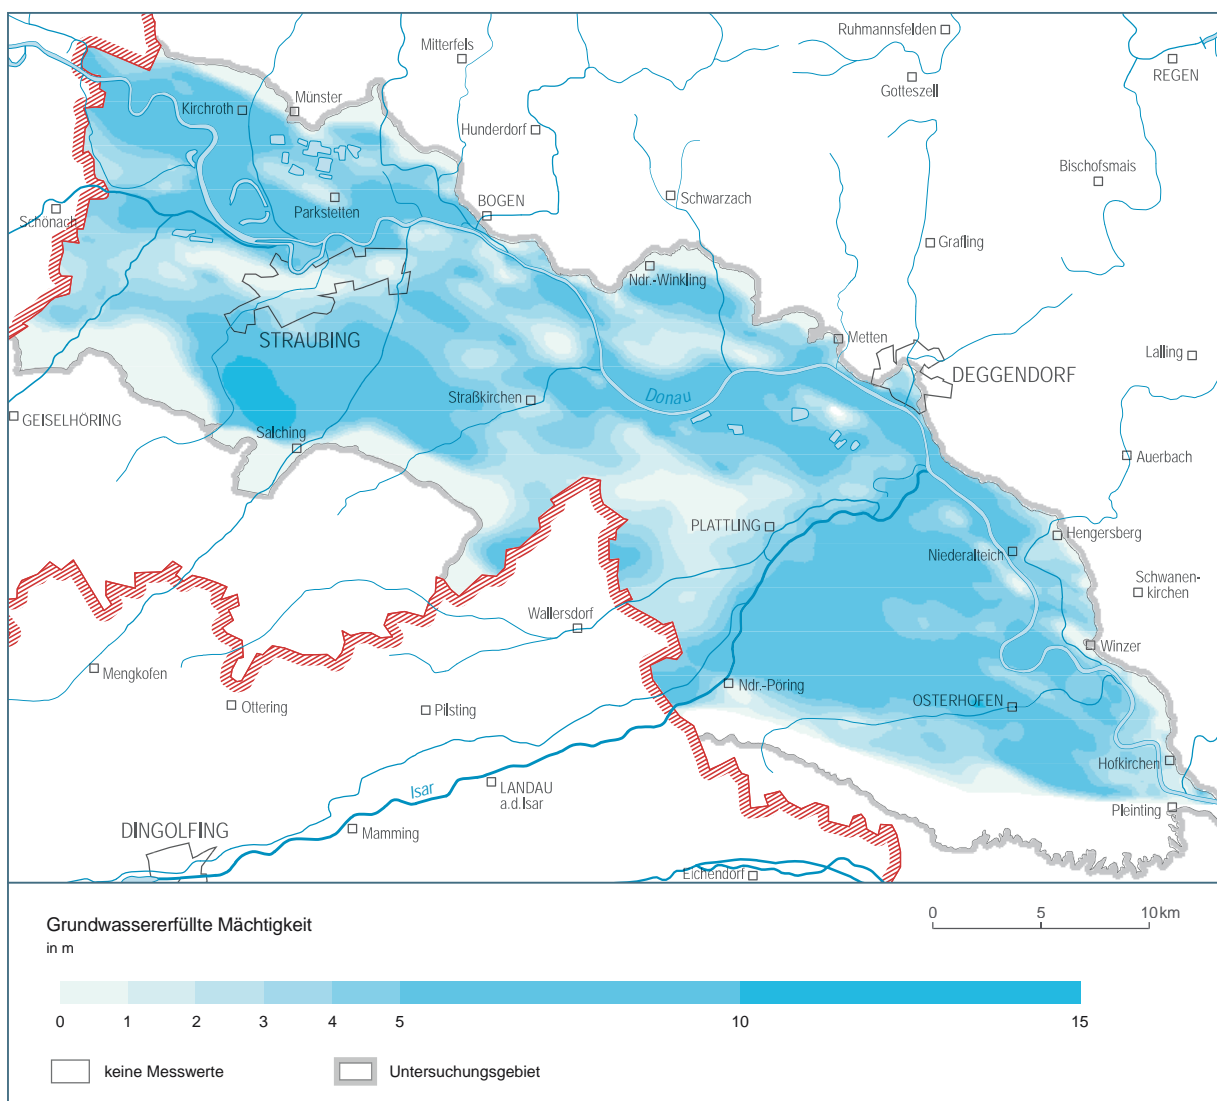 Ruhmannsfelden
Mitterfels
REGEN
Gotteszell
Münster
Kirchroth
Hunderdorf
Bischofsmais
Schwarzach
BOGEN
Parkstetten
Schönach
Grafling
Ndr.-Winkling
STRAUBING
Metten
Lalling
DEGGENDORF
Donau
Straßkirchen
GEISELHÖRING
Salching
Auerbach
PLATTLING
Hengersberg
Niederalteich
Schwanen-
kirchen
Wallersdorf
Winzer
Mengkofen
Ndr.-Pöring
OSTERHOFEN
Ottering
Pilsting
Hofkirchen
Isar
LANDAU
a.d.Isar
Pleinting
DINGOLFING
Mamming
Eichendorf
Grundwassererfüllte Mächtigkeit
in m
0 5 10 km
0 1 2 3 4 5 10 15
keine Messwerte
Untersuchungsgebiet